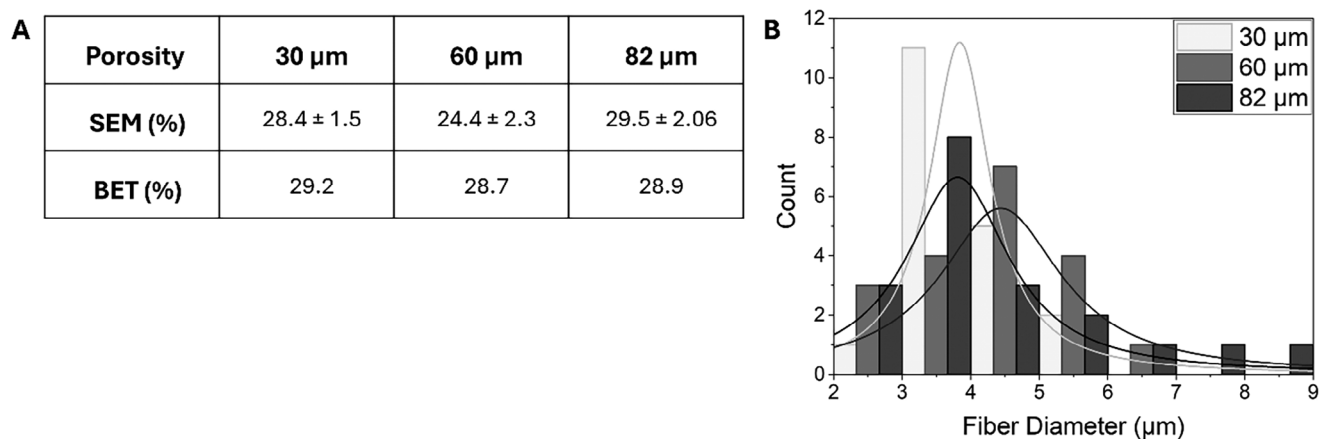 A
Porosity 30 µm 60 µm 82 µm
SEM (%) 28.4 ± 1.5 24.4 ± 2.3 29.5 ± 2.06
BET (%) 29.2 28.7 28.9
B
12
10
8
6
4
2
0
Count
30 µm
60 µm
82 µm
2 3 4 5 6 7 8 9
Fiber Diameter (µm)